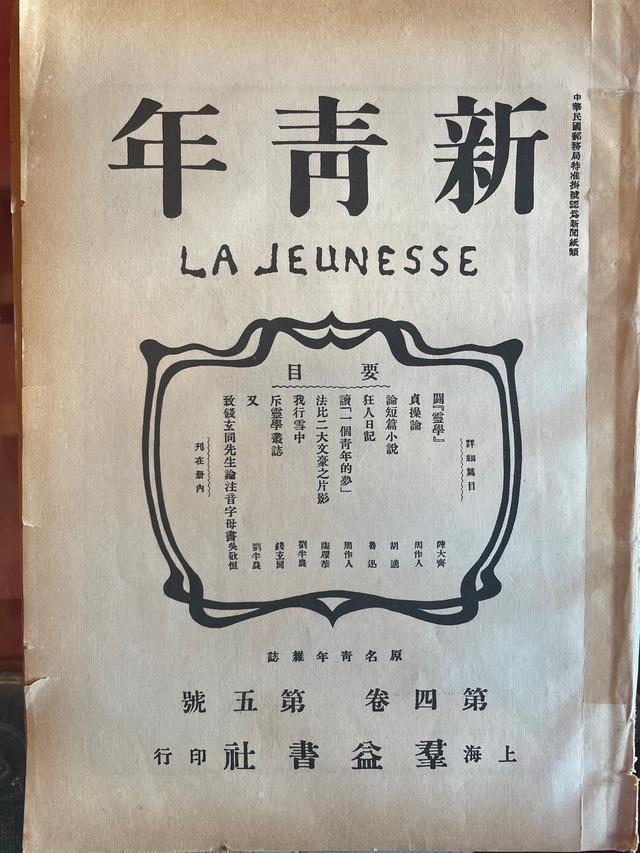 中華民國郵務局特准掛號認爲新聞紙類
新靑年
LA JEUNESSE
要目
詳細篇目
闢『靈學』 陳大齊
貞操論 周作人
論短篇小說 胡適
狂人日記 魯迅
讀「一個靑年的夢」 周作人
法比二大文豪之片影 陶履恭
我行雪中 劉半農
斥靈學叢誌 錢玄同
又 劉半農
致錢玄同先生論注音字母書 吳敬恒
刊在册內
原名靑年雜誌
第四卷 第五號
上海羣益書社印行